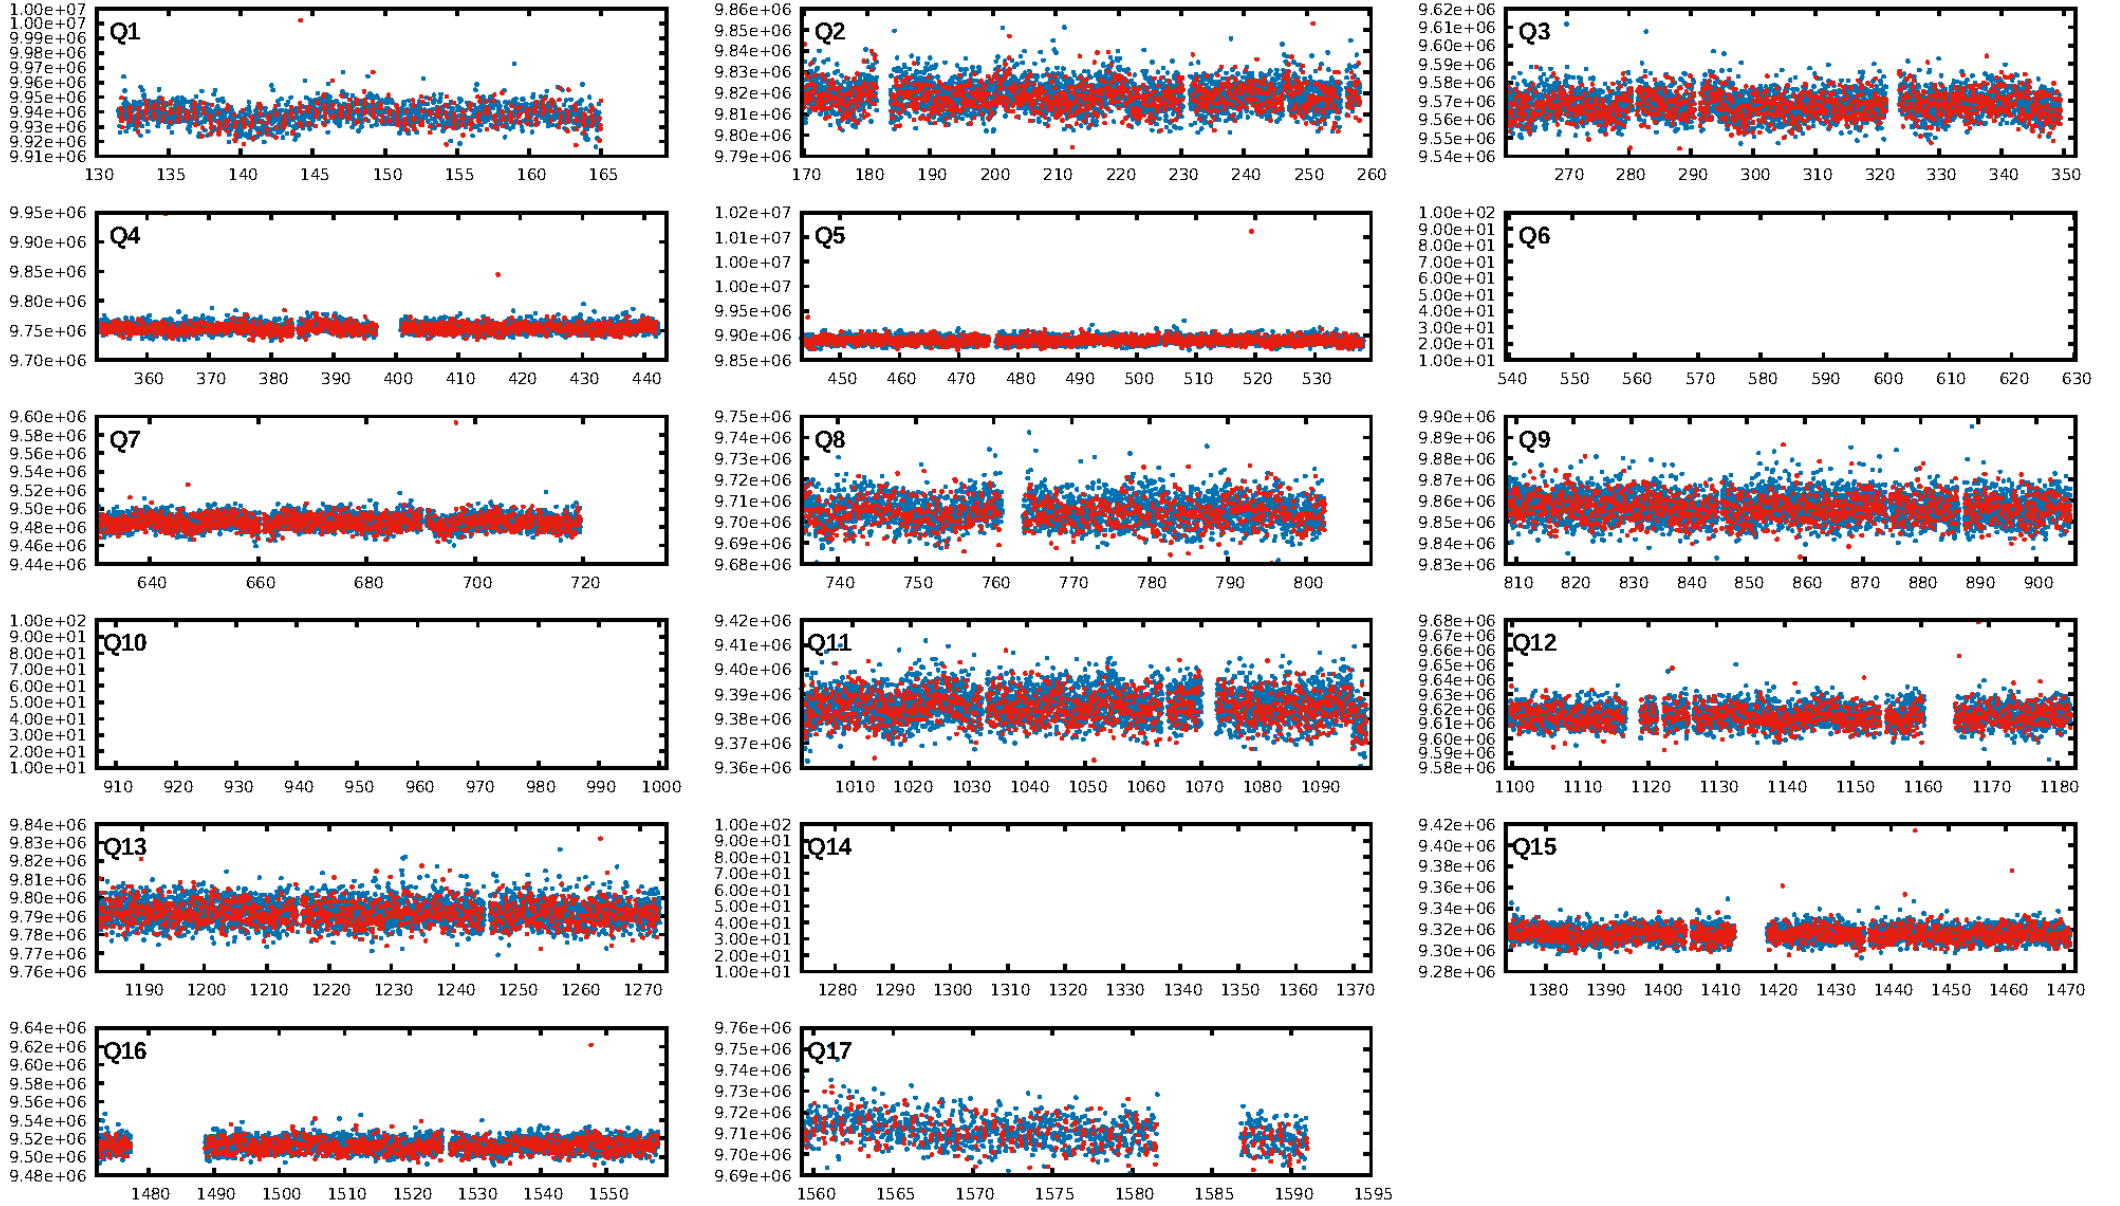 1.00e+07
1.00e+07
9.99e+06
9.98e+06
9.97e+06
9.96e+06
9.95e+06
9.94e+06
9.93e+06
9.92e+06
9.91e+06
Q1
130 135 140 145 150 155 160 165
9.86e+06
9.85e+06
9.84e+06
9.83e+06
9.82e+06
9.81e+06
9.80e+06
9.79e+06
Q2
170 180 190 200 210 220 230 240 250 260
9.62e+06
9.61e+06
9.60e+06
9.59e+06
9.58e+06
9.57e+06
9.56e+06
9.55e+06
9.54e+06
Q3
270 280 290 300 310 320 330 340 350
9.95e+06
9.90e+06
9.85e+06
9.80e+06
9.75e+06
9.70e+06
Q4
360 370 380 390 400 410 420 430 440
1.02e+07
1.01e+07
1.00e+07
1.00e+07
9.95e+06
9.90e+06
9.85e+06
Q5
450 460 470 480 490 500 510 520 530
1.00e+02
9.00e+01
8.00e+01
7.00e+01
6.00e+01
5.00e+01
4.00e+01
3.00e+01
2.00e+01
1.00e+01
Q6
540 550 560 570 580 590 600 610 620 630
9.60e+06
9.58e+06
9.56e+06
9.54e+06
9.52e+06
9.50e+06
9.48e+06
9.46e+06
9.44e+06
Q7
640 660 680 700 720
9.75e+06
9.74e+06
9.73e+06
9.72e+06
9.71e+06
9.70e+06
9.69e+06
9.68e+06
Q8
740 750 760 770 780 790 800
9.90e+06
9.89e+06
9.88e+06
9.87e+06
9.86e+06
9.85e+06
9.84e+06
9.83e+06
Q9
810 820 830 840 850 860 870 880 890 900
1.00e+02
9.00e+01
8.00e+01
7.00e+01
6.00e+01
5.00e+01
4.00e+01
3.00e+01
2.00e+01
1.00e+01
Q10
910 920 930 940 950 960 970 980 990 1000
9.42e+06
9.41e+06
9.40e+06
9.39e+06
9.38e+06
9.37e+06
9.36e+06
Q11
1010 1020 1030 1040 1050 1060 1070 1080 1090
9.68e+06
9.67e+06
9.66e+06
9.65e+06
9.64e+06
9.63e+06
9.62e+06
9.61e+06
9.60e+06
9.59e+06
9.58e+06
Q12
1100 1110 1120 1130 1140 1150 1160 1170 1180
9.84e+06
9.83e+06
9.82e+06
9.81e+06
9.80e+06
9.79e+06
9.78e+06
9.77e+06
9.76e+06
Q13
1190 1200 1210 1220 1230 1240 1250 1260 1270
1.00e+02
9.00e+01
8.00e+01
7.00e+01
6.00e+01
5.00e+01
4.00e+01
3.00e+01
2.00e+01
1.00e+01
Q14
1280 1290 1300 1310 1320 1330 1340 1350 1360 1370
9.42e+06
9.40e+06
9.38e+06
9.36e+06
9.34e+06
9.32e+06
9.30e+06
9.28e+06
Q15
1380 1390 1400 1410 1420 1430 1440 1450 1460 1470
9.64e+06
9.62e+06
9.60e+06
9.58e+06
9.56e+06
9.54e+06
9.52e+06
9.50e+06
9.48e+06
Q16
1480 1490 1500 1510 1520 1530 1540 1550
9.76e+06
9.75e+06
9.74e+06
9.73e+06
9.72e+06
9.71e+06
9.70e+06
9.69e+06
Q17
1560 1565 1570 1575 1580 1585 1590 1595